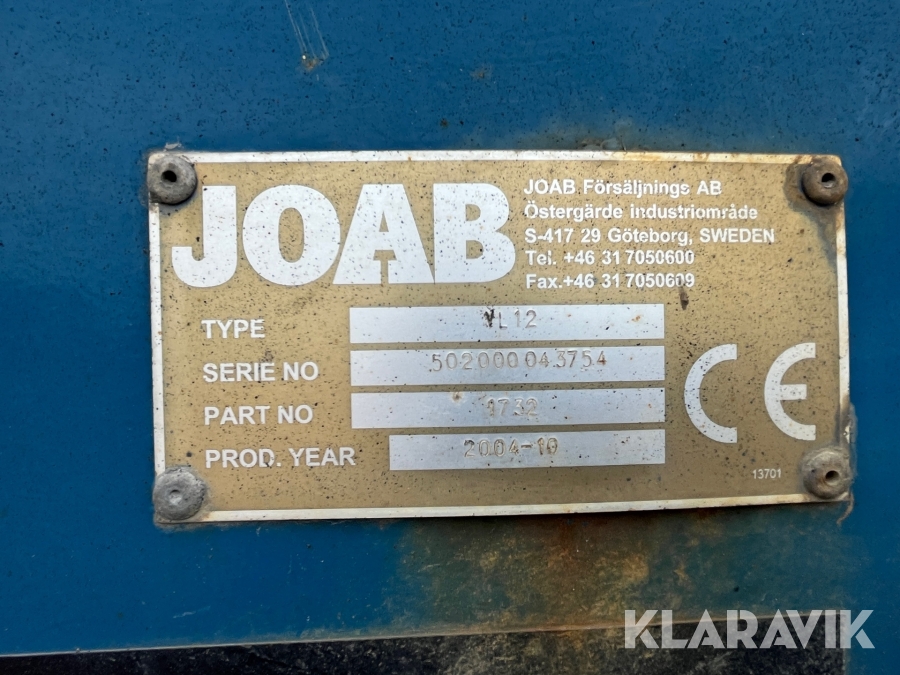 JOAB
JOAB Försäljnings AB
Östergärde industriområde
S-417 29 Göteborg, SWEDEN
Tel. +46 31 7050600
Fax.+46 31 7050609
TYPE VL12
SERIE NO 502000043754
PART NO 1732
PROD. YEAR 2004-10
CE
13701
KLARAVIK